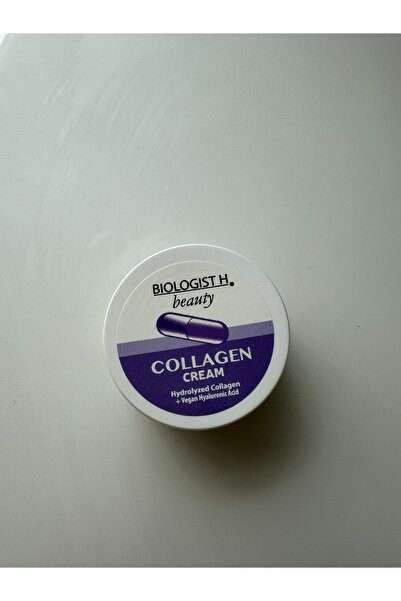 BIOLOGIST H.
beauty
COLLAGEN
CREAM
Hydrolyzed Collagen
+ Vegan Hyaluronic Acid